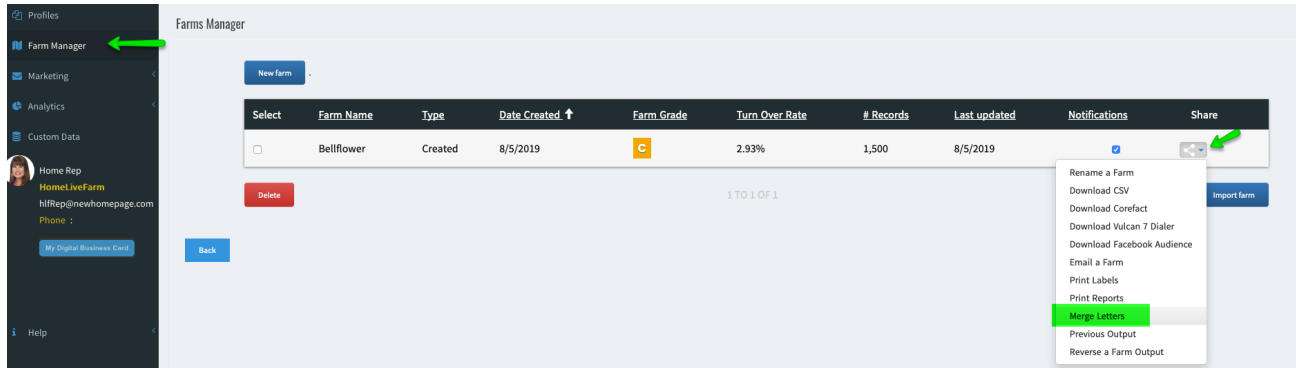 Profiles
Farm Manager
Marketing
Analytics
Custom Data
Home Rep
HomeLiveFarm
hlfRep@newhomepage.com
Phone :
My Digital Business Card
Help
Farms Manager
New farm .
Select Farm Name Type Date Created Farm Grade Turn Over Rate # Records Last updated Notifications Share
Bellflower Created 8/5/2019 C 2.93% 1,500 8/5/2019
Delete 1 TO 1 OF 1 Import farm
Back
Rename a Farm
Download CSV
Download Corefact
Download Vulcan 7 Dialer
Download Facebook Audience
Email a Farm
Print Labels
Print Reports
Merge Letters
Previous Output
Reverse a Farm Output